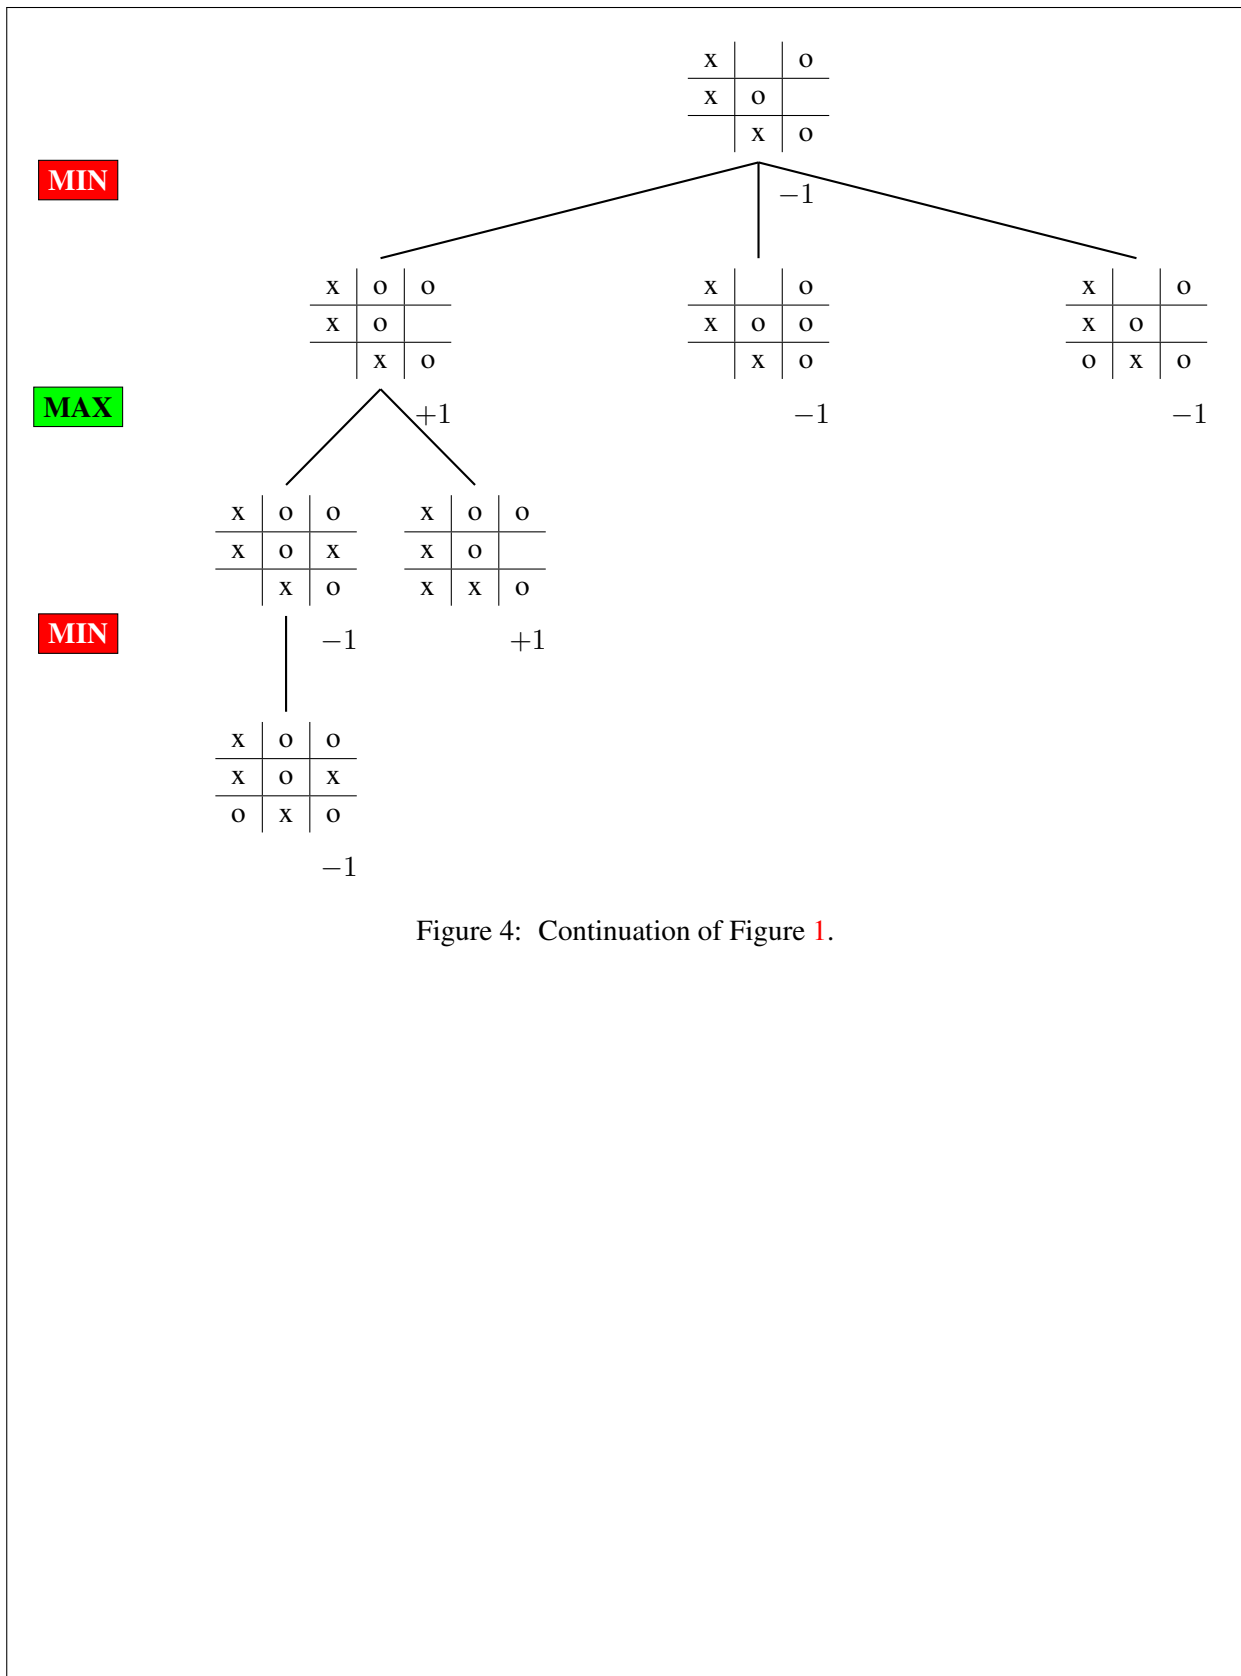 x o
x o
x o
MIN
−1
x o o x o x o
x o x o o x o
x o x o o x o
MAX
+1 −1 −1
x o o x o o
x o x x o
x o x x o
MIN
−1 +1
x o o
x o x
o x o
−1
Figure 4: Continuation of Figure 1.